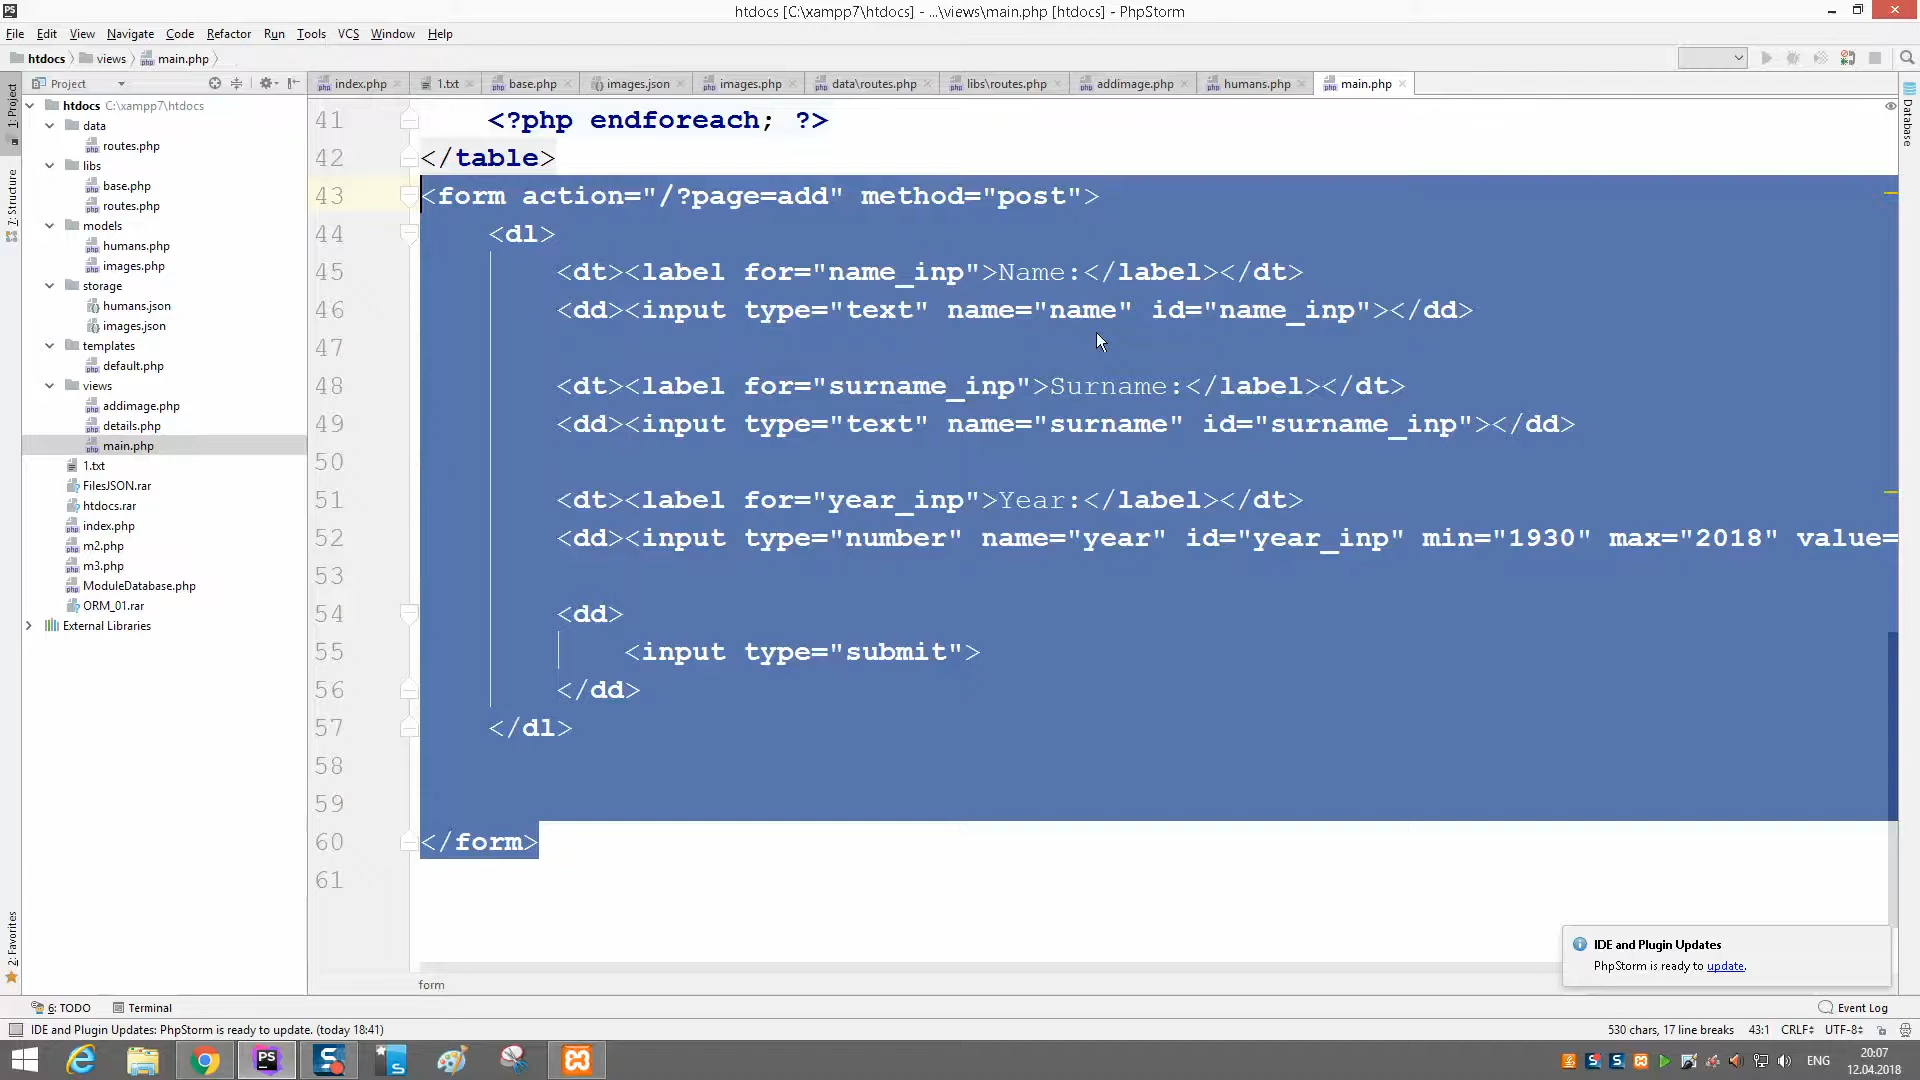 htdocs [C:\xampp7\htdocs] - ...\views\main.php [htdocs] - PhpStorm
File Edit View Navigate Code Refactor Run Tools VCS Window Help
htdocs views main.php
Project
index.php 1.txt base.php images.json images.php data\routes.php libs\routes.php addimage.php humans.php main.php
1: Project
7: Structure
2: Favorites
Database
htdocs C:\xampp7\htdocs
data
routes.php
libs
base.php
routes.php
models
humans.php
images.php
storage
humans.json
images.json
templates
default.php
views
addimage.php
details.php
main.php
1.txt
FilesJSON.rar
htdocs.rar
index.php
m2.php
m3.php
ModuleDatabase.php
ORM_01.rar
External Libraries
41 <?php endforeach; ?>
42 </table>
43 <form action="/?page=add" method="post">
44 <dl>
45 <dt><label for="name_inp">Name:</label></dt>
46 <dd><input type="text" name="name" id="name_inp"></dd>
47
48 <dt><label for="surname_inp">Surname:</label></dt>
49 <dd><input type="text" name="surname" id="surname_inp"></dd>
50
51 <dt><label for="year_inp">Year:</label></dt>
52 <dd><input type="number" name="year" id="year_inp" min="1930" max="2018" value=
53
54 <dd>
55 <input type="submit">
56 </dd>
57 </dl>
58
59
60 </form>
61
form
IDE and Plugin Updates
PhpStorm is ready to update.
6: TODO Terminal Event Log
IDE and Plugin Updates: PhpStorm is ready to update. (today 18:41) 530 chars, 17 line breaks 43:1 CRLF UTF-8
ENG
20:07
12.04.2018